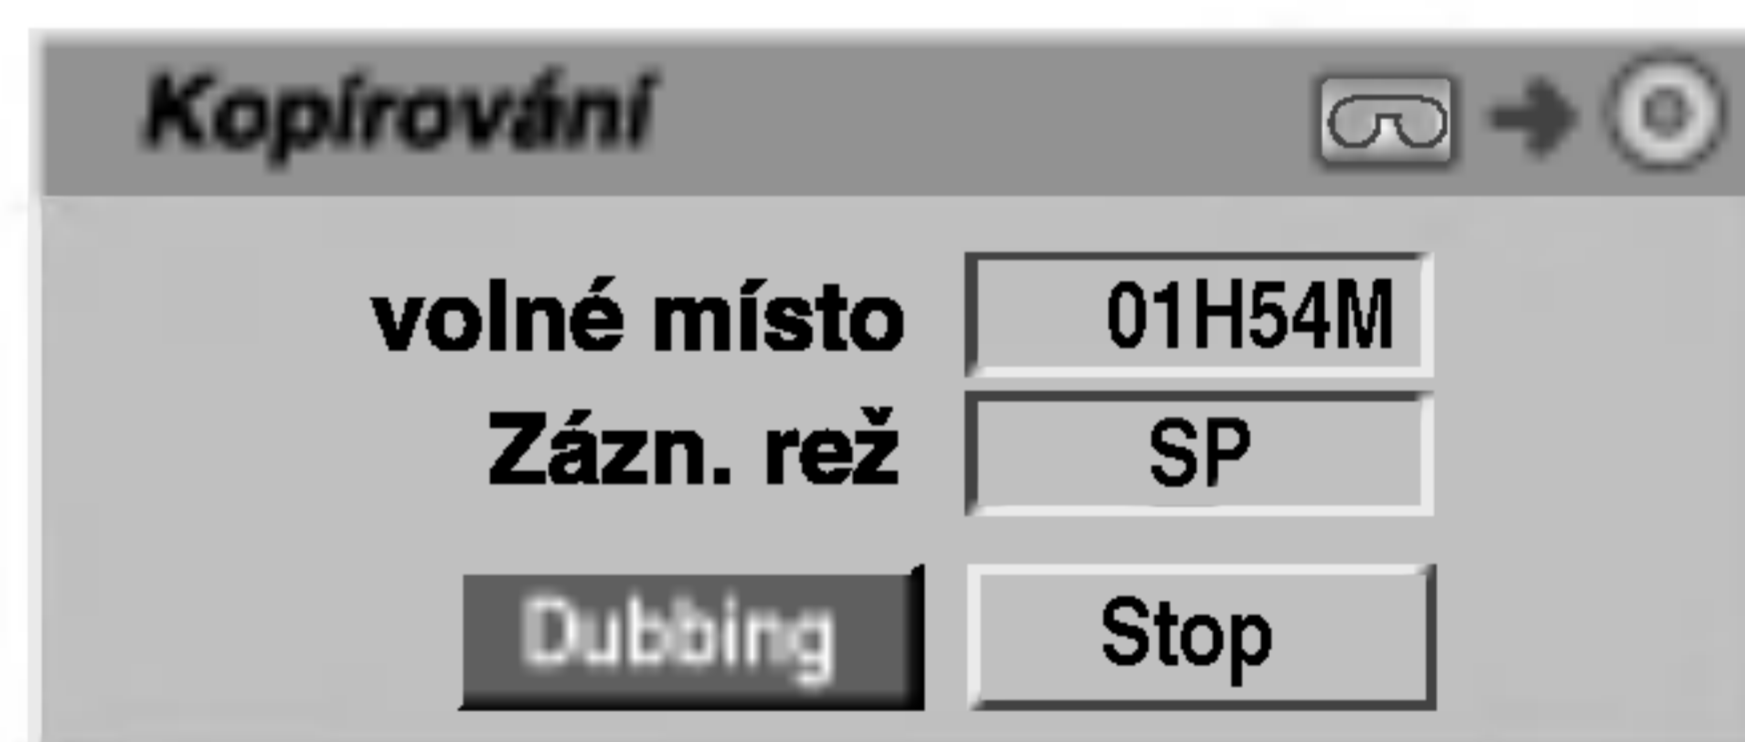 Kopírování
volné místo 01H54M
Zázn. rež SP
Dubbing Stop